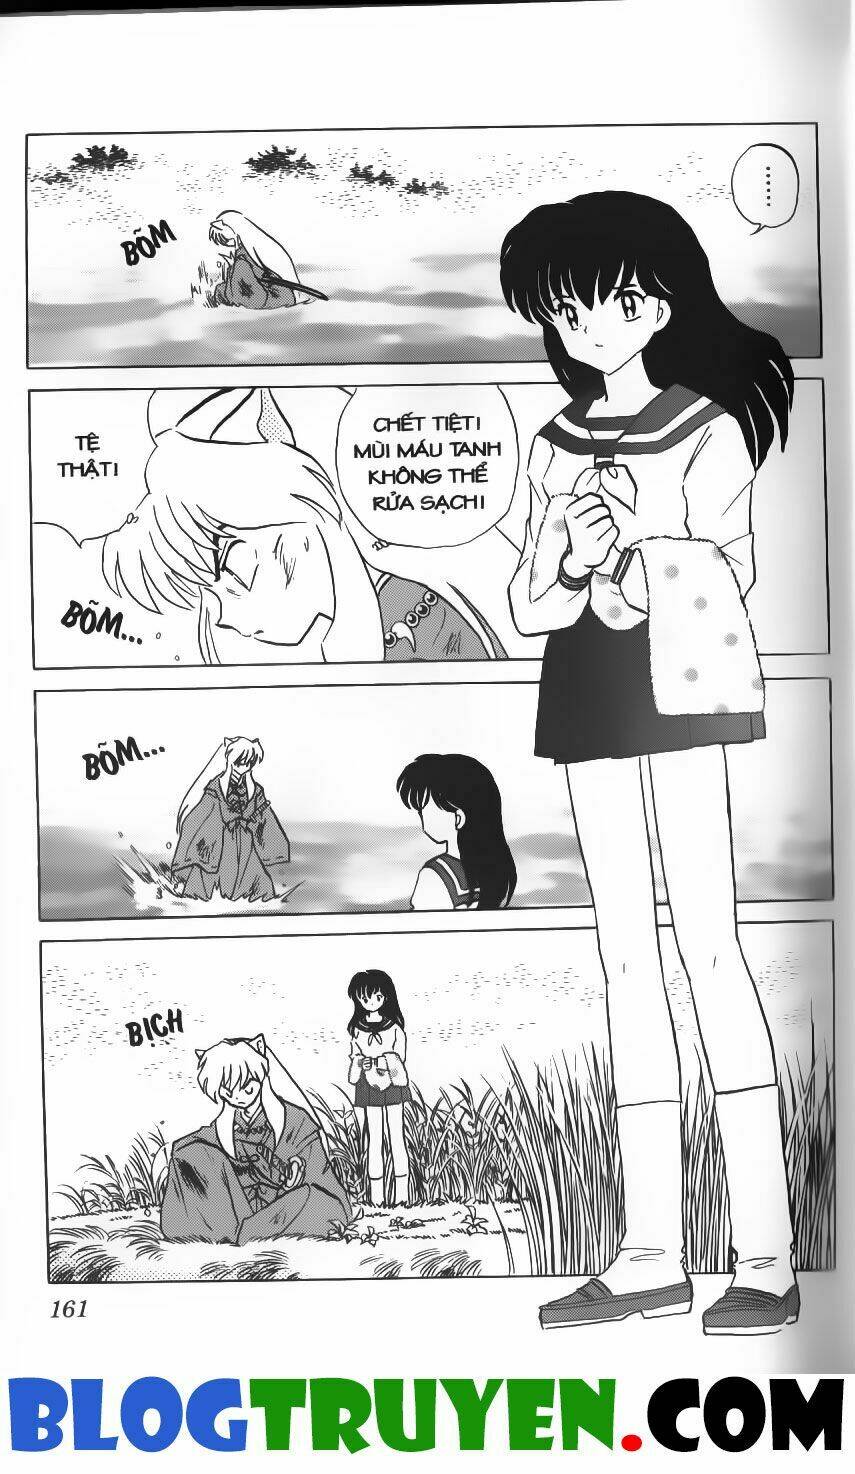 ......
BÕM
CHẾT TIỆT!
MÙI MÁU TANH
KHÔNG THỂ
RỬA SẠCH!
TỆ
THẬT!
BÕM...
BÕM...
BỊCH
161
BLOGTRUYEN.COM